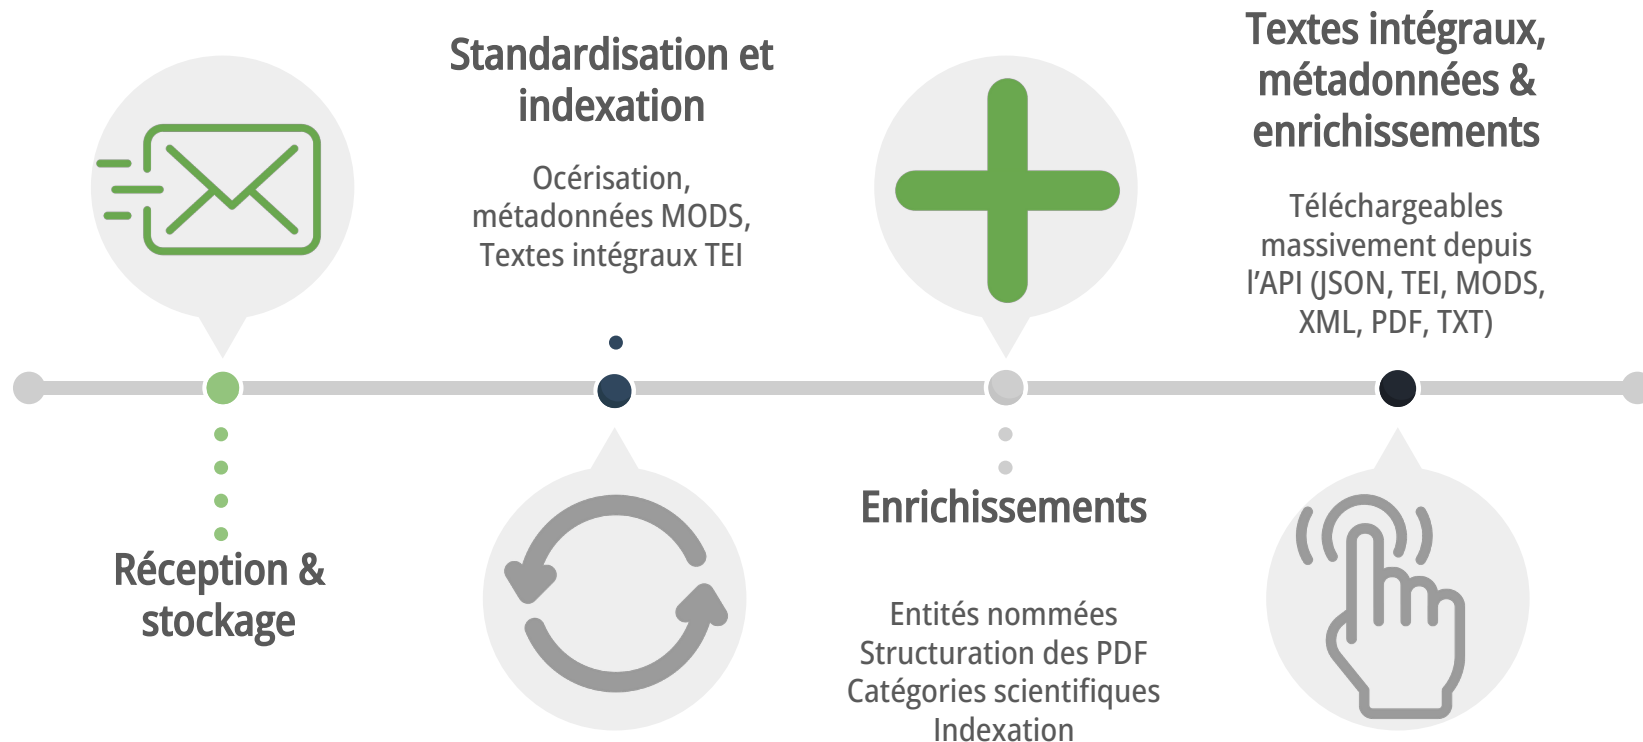 Réception &
stockage
Standardisation et
indexation
Océrisation,
métadonnées MODS,
Textes intégraux TEI
Enrichissements
Entités nommées
Structuration des PDF
Catégories scientifiques
Indexation
Textes intégraux,
métadonnées &
enrichissements
Téléchargeables
massivement depuis
l’API (JSON, TEI, MODS,
XML, PDF, TXT)